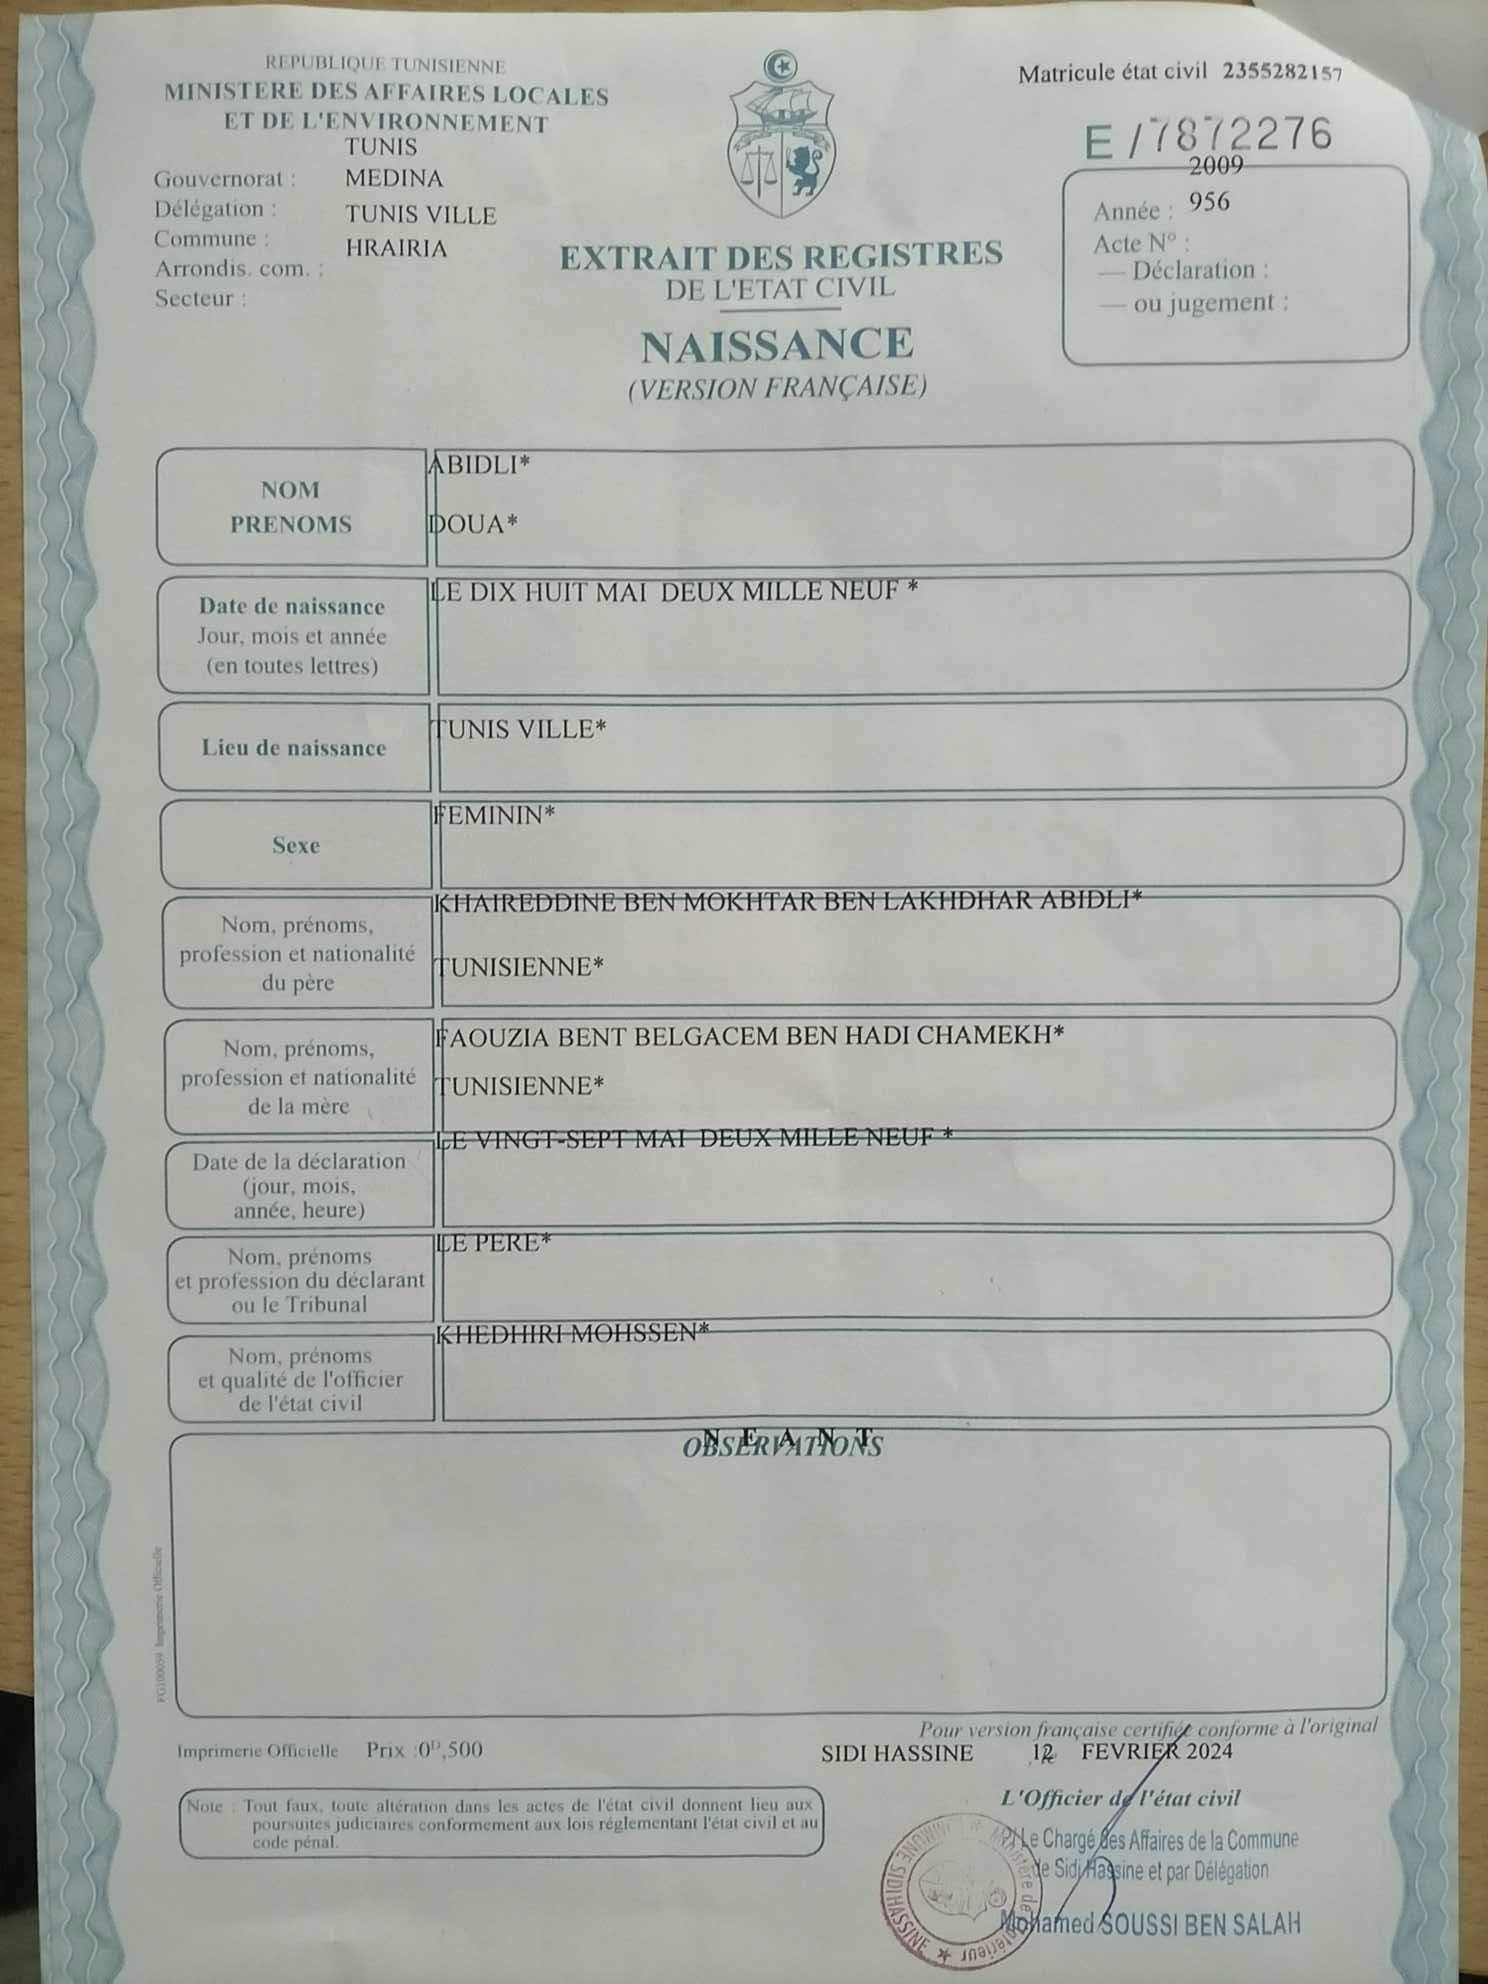 REPUBLIQUE TUNISIENNE
MINISTERE DES AFFAIRES LOCALES
ET DE L'ENVIRONNEMENT
TUNIS
Gouvernorat : MEDINA
Délégation : TUNIS VILLE
Commune : HRAIRIA
Arrondis. com. :
Secteur :
EXTRAIT DES REGISTRES
DE L'ETAT CIVIL
NAISSANCE
(VERSION FRANÇAISE)
Matricule état civil 2355282157
E / 7872276
2009
Année : 956
Acte N° :
— Déclaration :
— ou jugement :
NOM
PRENOMS
ABIDLI*
DOUA*
Date de naissance
Jour, mois et année
(en toutes lettres)
LE DIX HUIT MAI DEUX MILLE NEUF *
Lieu de naissance
TUNIS VILLE*
Sexe
FEMININ*
Nom, prénoms,
profession et nationalité
du père
KHAIREDDINE BEN MOKHTAR BEN LAKHDHAR ABIDLI*
TUNISIENNE*
Nom, prénoms,
profession et nationalité
de la mère
FAOUZIA BENT BELGACEM BEN HADI CHAMEKH*
TUNISIENNE*
Date de la déclaration
(jour, mois,
année, heure)
LE VINGT-SEPT MAI DEUX MILLE NEUF *
Nom, prénoms
et profession du déclarant
ou le Tribunal
LE PERE*
Nom, prénoms
et qualité de l'officier
de l'état civil
KHEDHIRI MOHSSEN*
OBSERVATIONS
N E A N T
FG100059 Imprimerie Officielle
Imprimerie Officielle Prix :0D,500
Pour version française certifiée conforme à l'original
SIDI HASSINE 12 FEVRIER 2024
Note : Tout faux, toute altération dans les actes de l'état civil donnent lieu aux
poursuites judiciaires conformement aux lois réglementant l'état civil et au
code pénal.
L'Officier de l'état civil
Le Chargé des Affaires de la Commune
de Sidi Hassine et par Délégation
Mohamed SOUSSI BEN SALAH
COMMUNE SIDI HASSINE * Ministère de l'Intérieur *